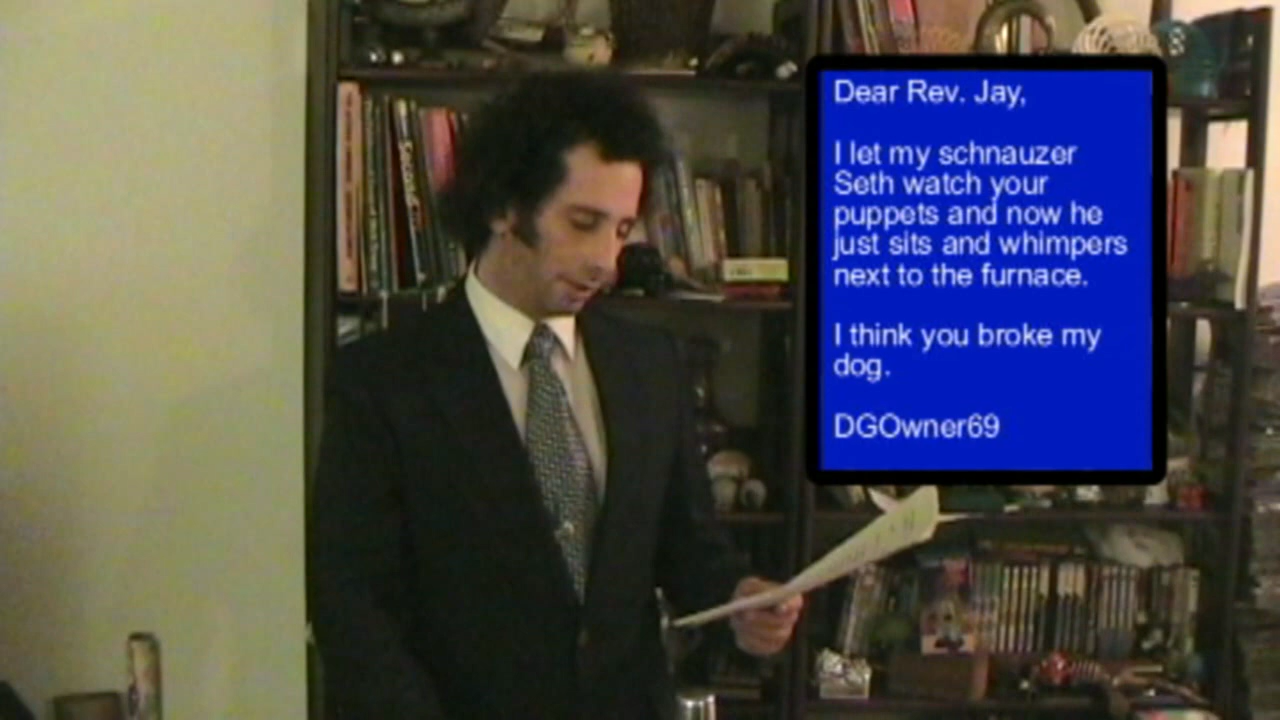 Dear Rev. Jay,
I let my schnauzer
Seth watch your
puppets and now he
just sits and whimpers
next to the furnace.
I think you broke my
dog.
DGOwner69